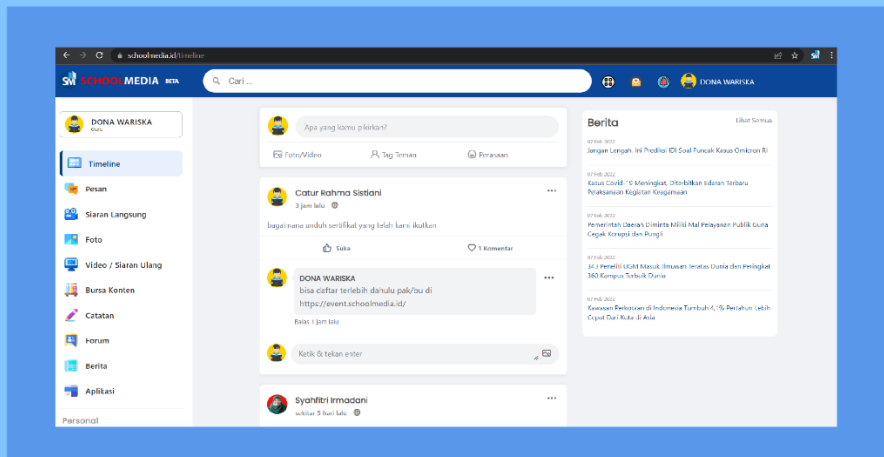 schoolmedia.id/timeline
SM SCHOOLMEDIA BETA
Cari ...
DONA WARISKA
DONA WARISKA
Guru
Timeline
Pesan
Siaran Langsung
Foto
Video / Siaran Ulang
Bursa Konten
Catatan
Forum
Berita
Aplikasi
Personal
Apa yang kamu pikirkan?
Foto/Video
Tag Teman
Perasaan
Catur Rahma Sistiani
3 jam lalu
bagaimana unduh sertifikat yang telah kami ikutkan
Suka
1 Komentar
DONA WARISKA
bisa daftar terlebih dahulu pak/bu di
https://event.schoolmedia.id/
Balas 1 jam lalu
Ketik & tekan enter
Syahfitri Irmadani
sekitar 5 hari lalu
Berita
Lihat Semua
07 Feb 2022
Jangan Lengah, Ini Prediksi IDI Soal Puncak Kasus Omicron RI
07 Feb 2022
Kasus Covid-19 Meningkat, Diterbitkan Edaran Terbaru
Pelaksanaan Kegiatan Keagamaan
07 Feb 2022
Pemerintah Daerah Diminta Miliki Mal Pelayanan Publik Guna
Cegah Korupsi dan Pungli
07 Feb 2022
343 Peneliti UGM Masuk Ilmuwan Teratas Dunia dan Peringkat
360 Kampus Terbaik Dunia
07 Feb 2022
Kawasan Perkotaan di Indonesia Tumbuh 4,1% Pertahun Lebih
Cepat Dari Kota di Asia